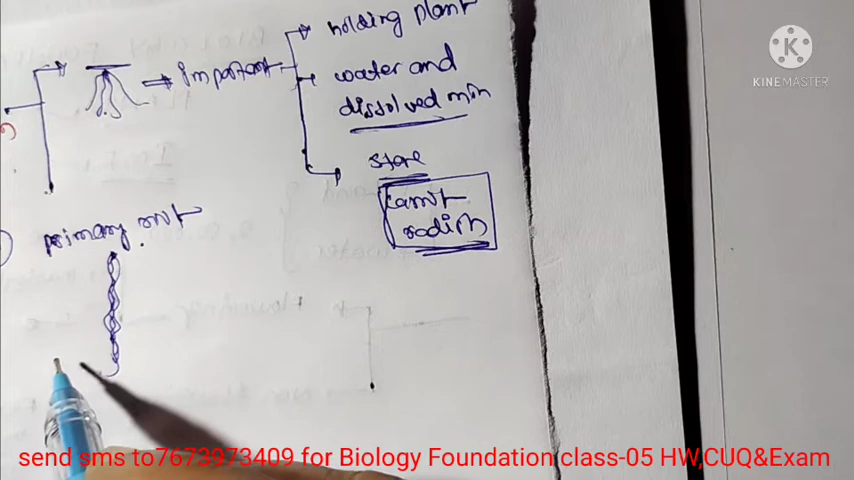 holding plant
important
water and
dissolved min
store
carrot
radish
primary root
KINEMASTER
send sms to7673973409 for Biology Foundation class-05 HW,CUQ&Exam